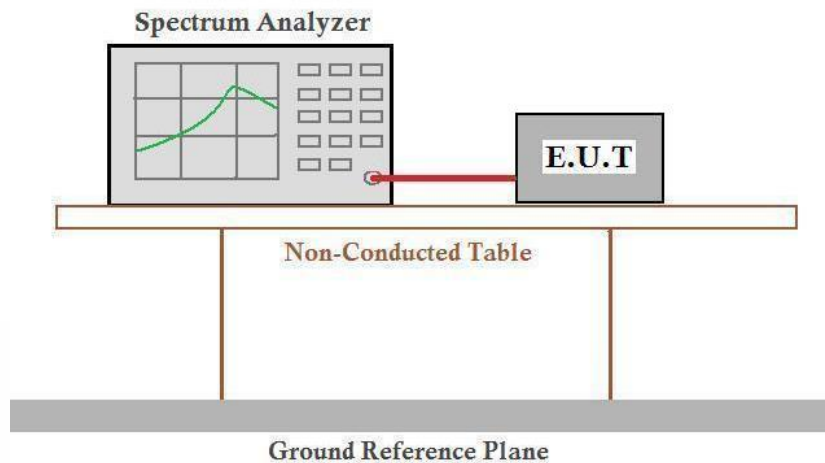 Spectrum Analyzer
E.U.T
Non-Conducted Table
Ground Reference Plane